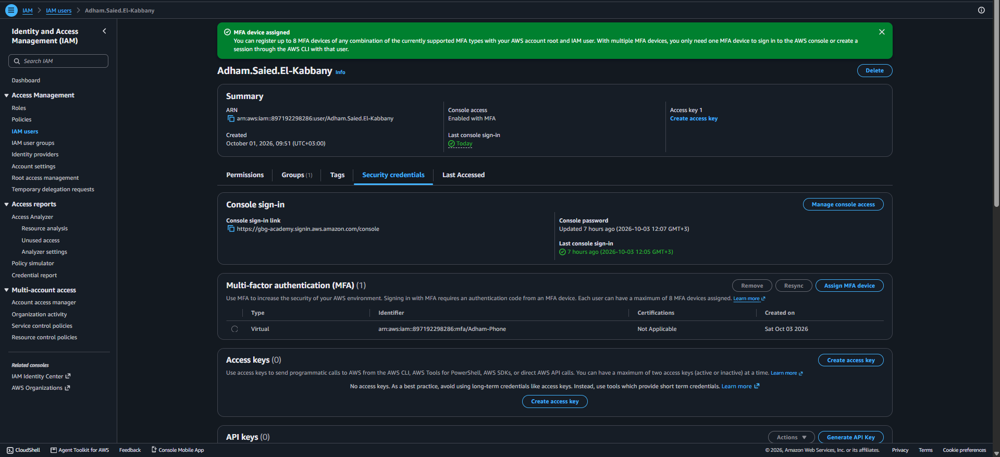 IAM > IAM users > Adham.Saied.El-Kabbany
Identity and Access Management (IAM)
Search IAM
Dashboard
Access Management
Roles
Policies
IAM users
IAM user groups
Identity providers
Account settings
Root access management
Temporary delegation requests
Access reports
Access Analyzer
Resource analysis
Unused access
Analyzer settings
Policy simulator
Credential report
Multi-account access
Account access manager
Organization activity
Service control policies
Resource control policies
Related consoles
IAM Identity Center
AWS Organizations
MFA device assigned
You can register up to 8 MFA devices of any combination of the currently supported MFA types with your AWS account root and IAM user. With multiple MFA devices, you only need one MFA device to sign in to the AWS console or create a
session through the AWS CLI with that user.
Adham.Saied.El-Kabbany Info
Delete
Summary
ARN
arn:aws:iam::897192298286:user/Adham.Saied.El-Kabbany
Created
October 01, 2026, 09:51 (UTC+03:00)
Console access
Enabled with MFA
Last console sign-in
Today
Access key 1
Create access key
Permissions Groups (1) Tags Security credentials Last Accessed
Console sign-in
Manage console access
Console sign-in link
https://gbg-academy.signin.aws.amazon.com/console
Console password
Updated 7 hours ago (2026-10-03 12:07 GMT+3)
Last console sign-in
7 hours ago (2026-10-03 12:05 GMT+3)
Multi-factor authentication (MFA) (1)
Remove Resync Assign MFA device
Use MFA to increase the security of your AWS environment. Signing in with MFA requires an authentication code from an MFA device. Each user can have a maximum of 8 MFA devices assigned. Learn more
Type Identifier Certifications Created on
Virtual arn:aws:iam::897192298286:mfa/Adham-Phone Not Applicable Sat Oct 03 2026
Access keys (0)
Create access key
Use access keys to send programmatic calls to AWS from the AWS CLI, AWS Tools for PowerShell, AWS SDKs, or direct AWS API calls. You can have a maximum of two access keys (active or inactive) at a time. Learn more
No access keys. As a best practice, avoid using long-term credentials like access keys. Instead, use tools which provide short term credentials. Learn more
Create access key
API keys (0)
Actions Generate API Key
CloudShell Agent Toolkit for AWS Feedback Console Mobile App
© 2026, Amazon Web Services, Inc. or its affiliates. Privacy Terms Cookie preferences